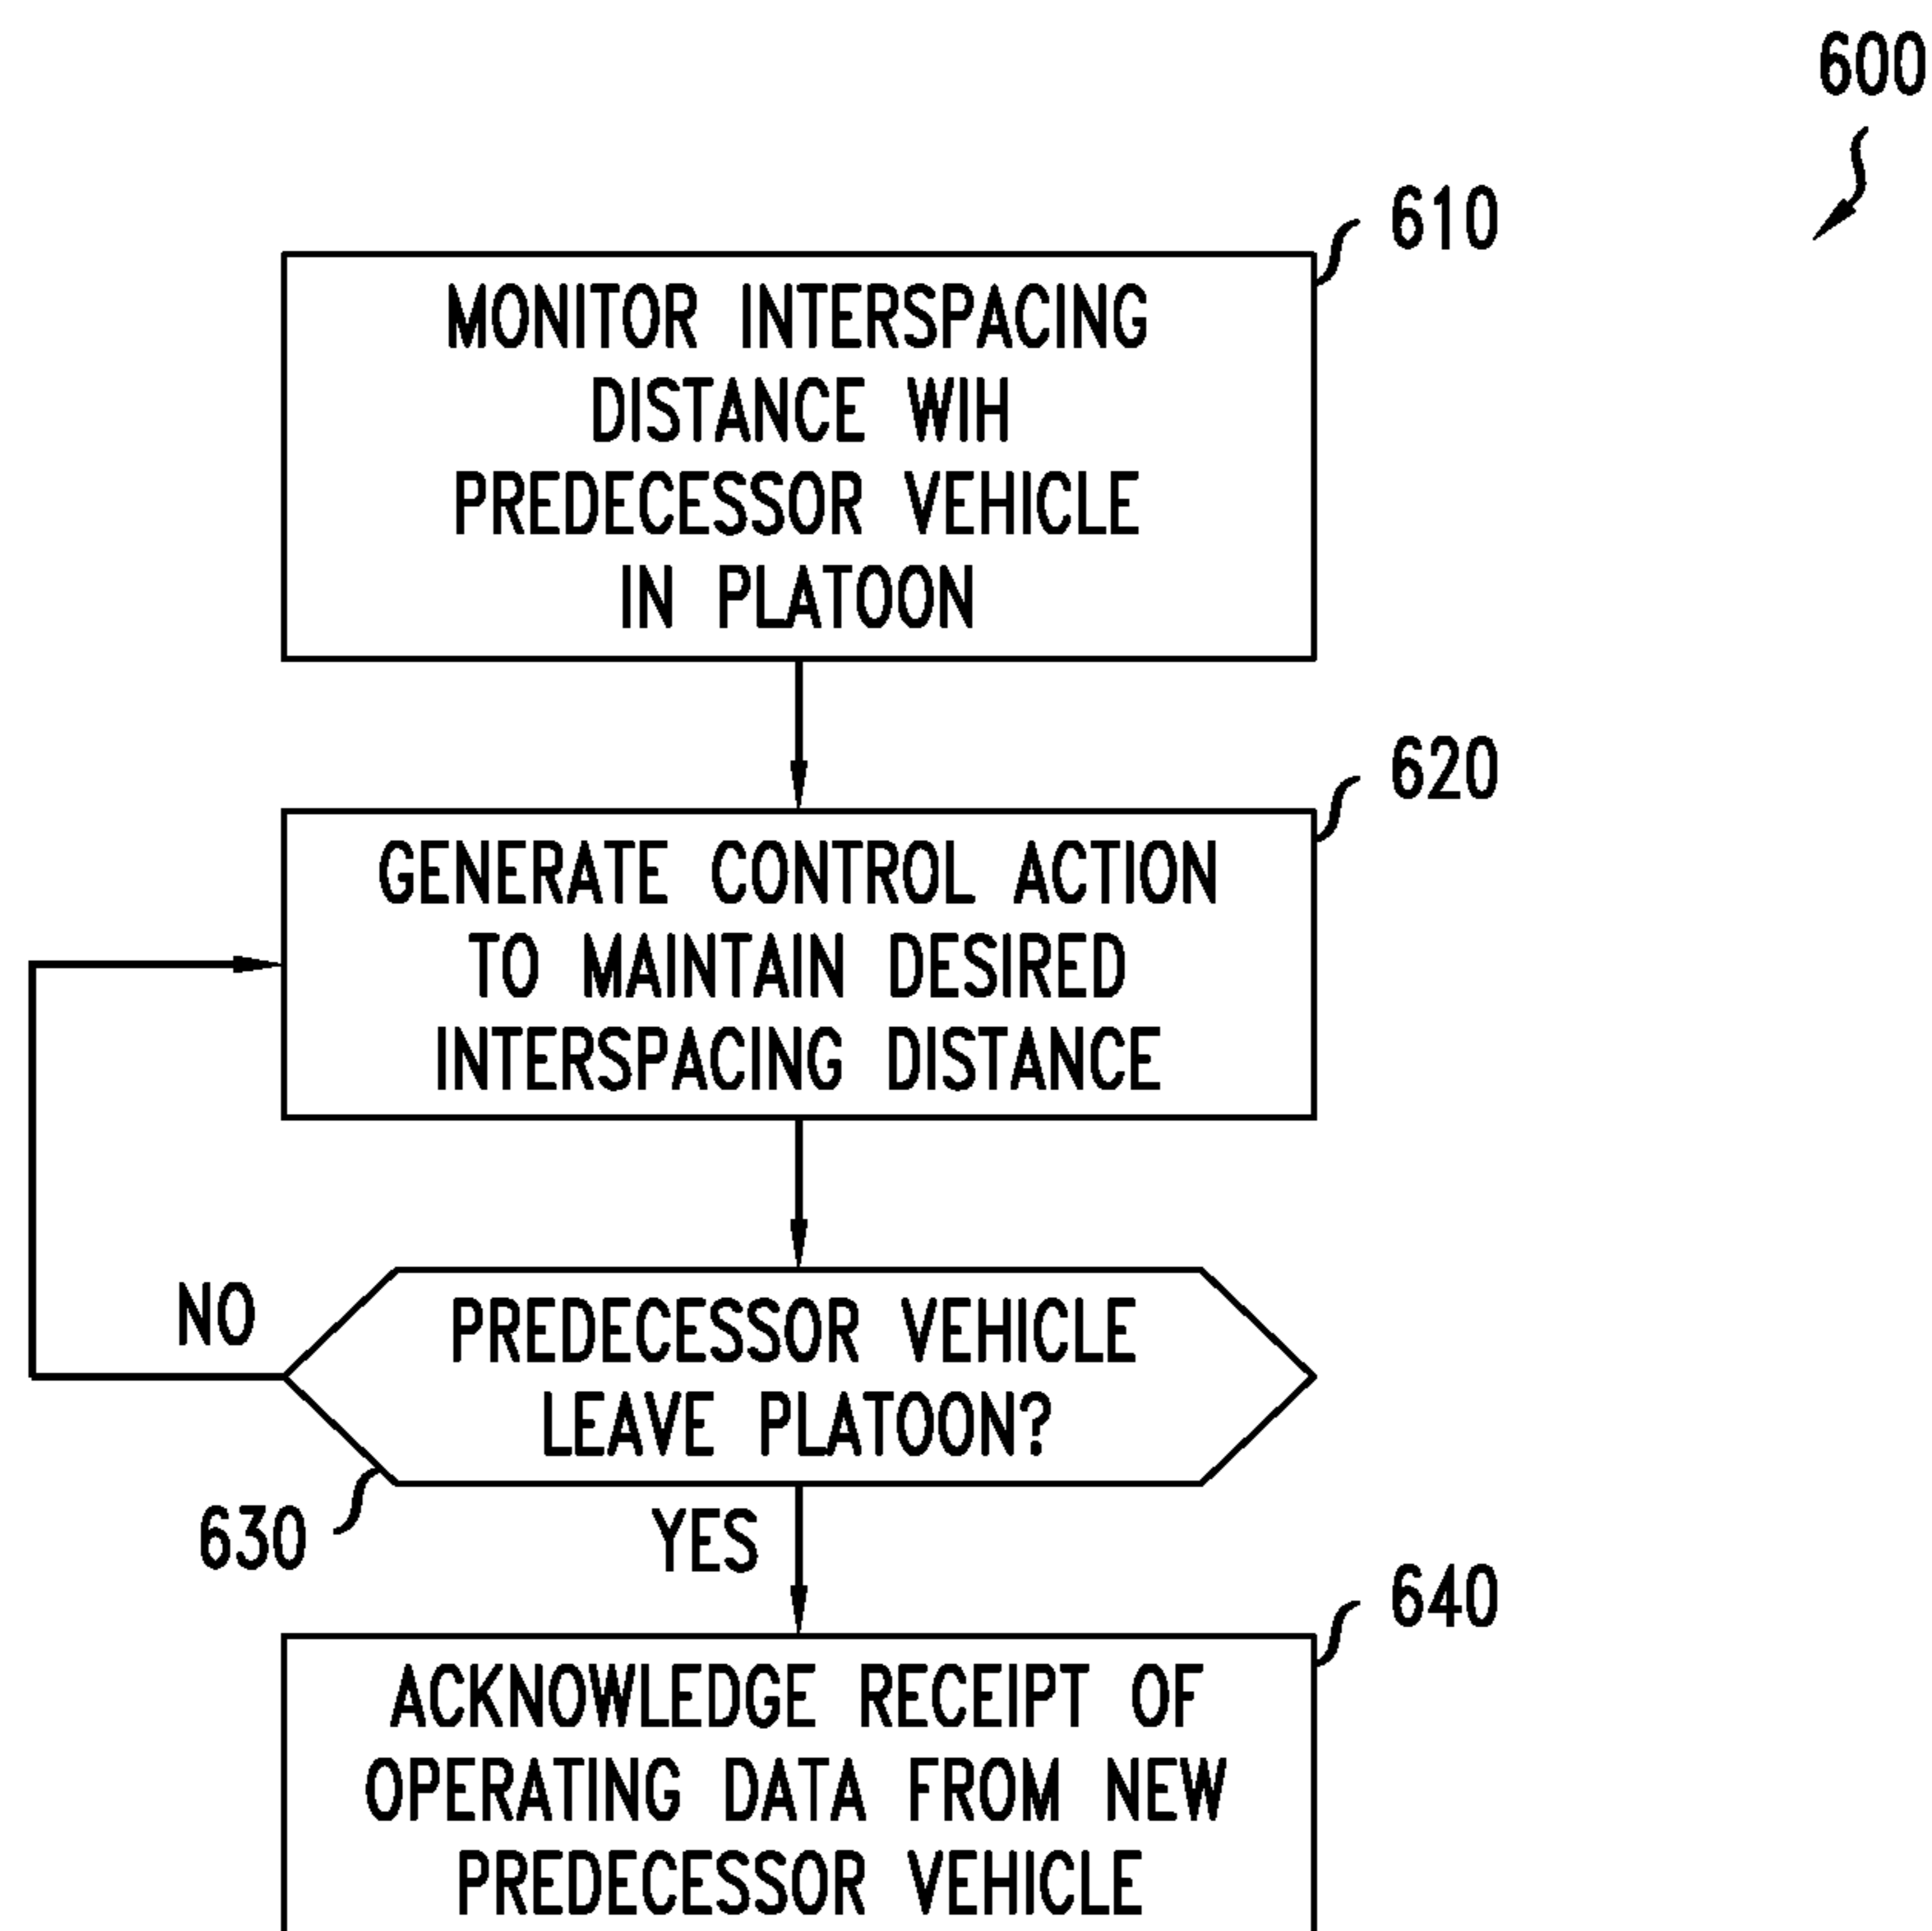 600
610
MONITOR INTERSPACING
DISTANCE WIH
PREDECESSOR VEHICLE
IN PLATOON
620
GENERATE CONTROL ACTION
TO MAINTAIN DESIRED
INTERSPACING DISTANCE
NO
PREDECESSOR VEHICLE
LEAVE PLATOON?
630
YES
640
ACKNOWLEDGE RECEIPT OF
OPERATING DATA FROM NEW
PREDECESSOR VEHICLE